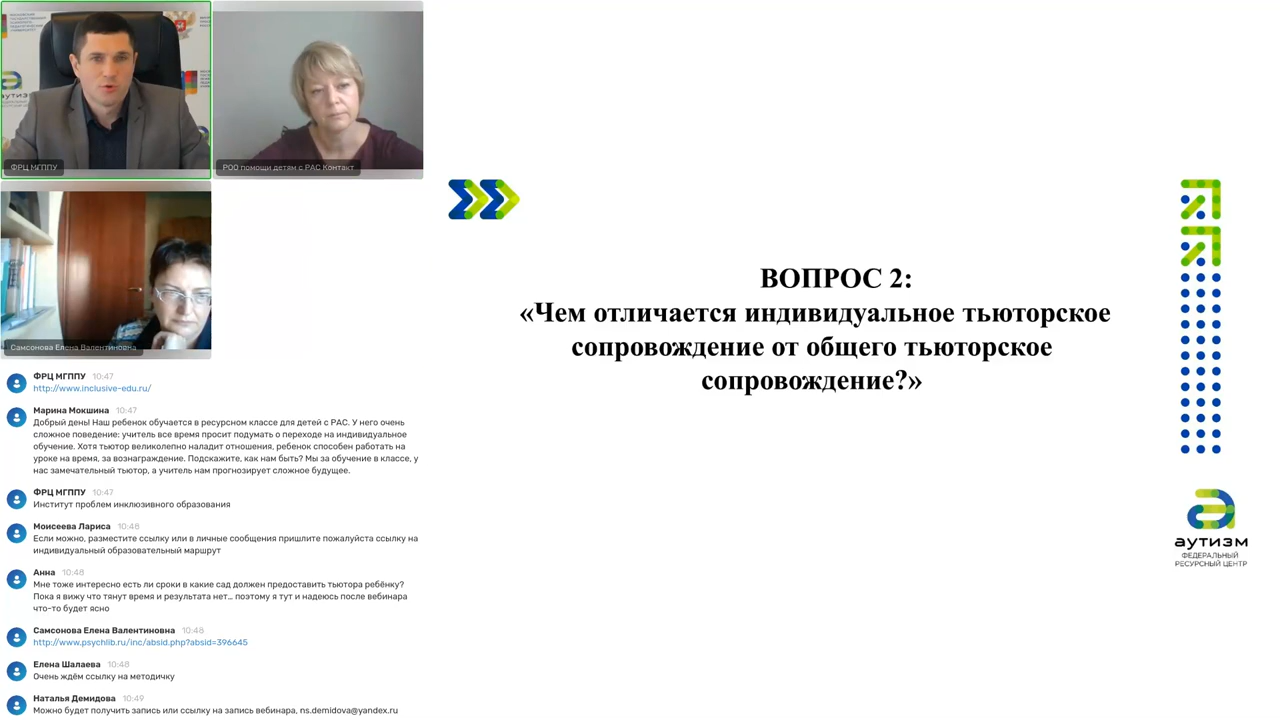 аутизм
ФРЦ МГППУ
РОО помощи детям с РАС Контакт
Самсонова Елена Валентиновна
ФРЦ МГППУ 10:47
http://www.inclusive-edu.ru/
Марина Мокшина 10:47
Добрый день! Наш ребенок обучается в ресурсном классе для детей с РАС. У него очень
сложное поведение: учитель все время просит подумать о переходе на индивидуальное
обучение. Хотя тьютор великолепно наладит отношения, ребенок способен работать на
уроке на время, за вознаграждение. Подскажите, как нам быть? Мы за обучение в классе, у
нас замечательный тьютор, а учитель нам прогнозирует сложное будущее.
ФРЦ МГППУ 10:47
Институт проблем инклюзивного образования
Моисеева Лариса 10:48
Если можно, разместите ссылку или в личные сообщения пришлите пожалуйста ссылку на
индивидуальный образовательный маршрут
Анна 10:48
Мне тоже интересно есть ли сроки в какие сад должен предоставить тьютора ребёнку?
Пока я вижу что тянут время и результата нет... поэтому я тут и надеюсь после вебинара
что-то будет ясно
Самсонова Елена Валентиновна 10:48
http://www.psychlib.ru/inc/absid.php?absid=396645
Елена Шалаева 10:48
Очень ждём ссылку на методичку
Наталья Демидова 10:49
Можно будет получить запись или ссылку на запись вебинара, ns.demidova@yandex.ru
ВОПРОС 2:
«Чем отличается индивидуальное тьюторское
сопровождение от общего тьюторское
сопровождение?»
аутизм
ФЕДЕРАЛЬНЫЙ
РЕСУРСНЫЙ ЦЕНТР